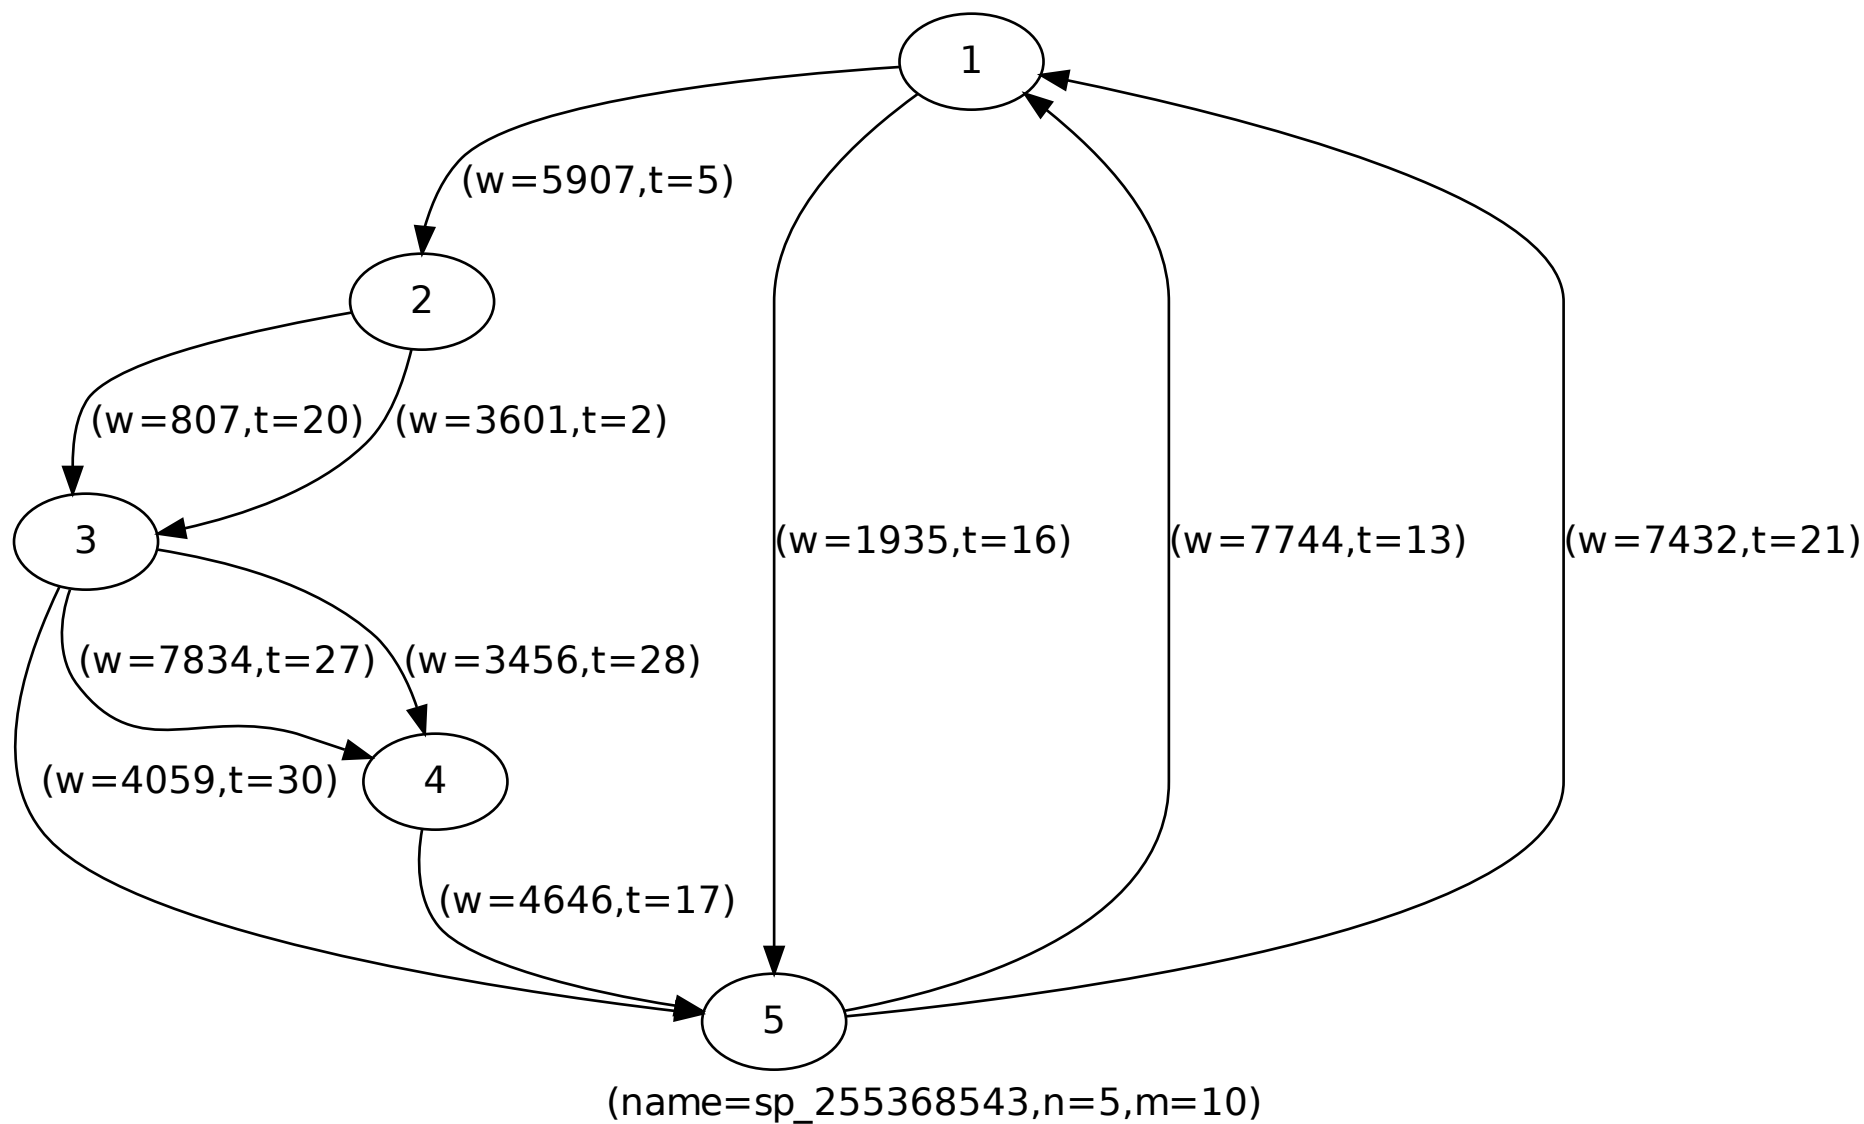 1
(w=5907,t=5)
2
(w=807,t=20) (w=3601,t=2)
3
(w=1935,t=16) (w=7744,t=13) (w=7432,t=21)
(w=7834,t=27) (w=3456,t=28)
(w=4059,t=30)
4
(w=4646,t=17)
5
(name=sp_255368543,n=5,m=10)